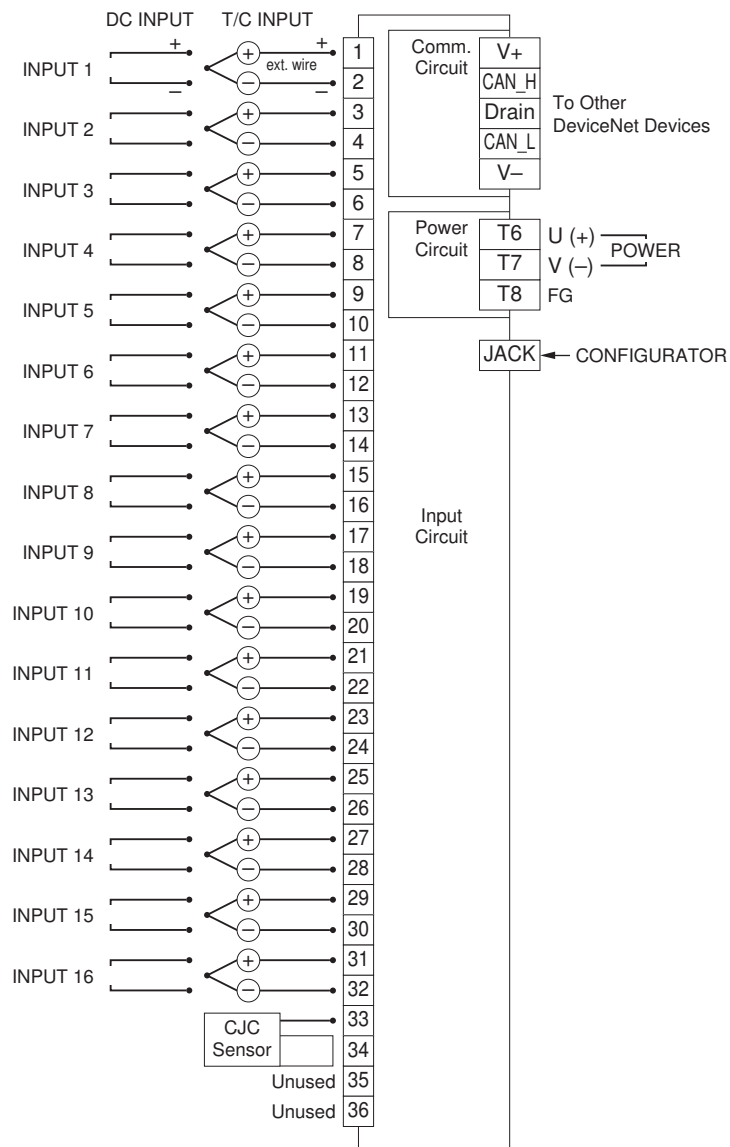 DC INPUT T/C INPUT
INPUT 1
+
–
+
–
ext. wire
+
–
1
2
INPUT 2
+
–
3
4
INPUT 3
+
–
5
6
INPUT 4
+
–
7
8
INPUT 5
+
–
9
10
INPUT 6
+
–
11
12
INPUT 7
+
–
13
14
INPUT 8
+
–
15
16
INPUT 9
+
–
17
18
INPUT 10
+
–
19
20
INPUT 11
+
–
21
22
INPUT 12
+
–
23
24
INPUT 13
+
–
25
26
INPUT 14
+
–
27
28
INPUT 15
+
–
29
30
INPUT 16
+
–
31
32
CJC
Sensor
33
34
Unused 35
Unused 36
Comm.
Circuit
V+
CAN_H
Drain
CAN_L
V–
To Other
DeviceNet Devices
Power
Circuit
T6 U (+)
T7 V (–)
POWER
T8 FG
JACK CONFIGURATOR
Input
Circuit